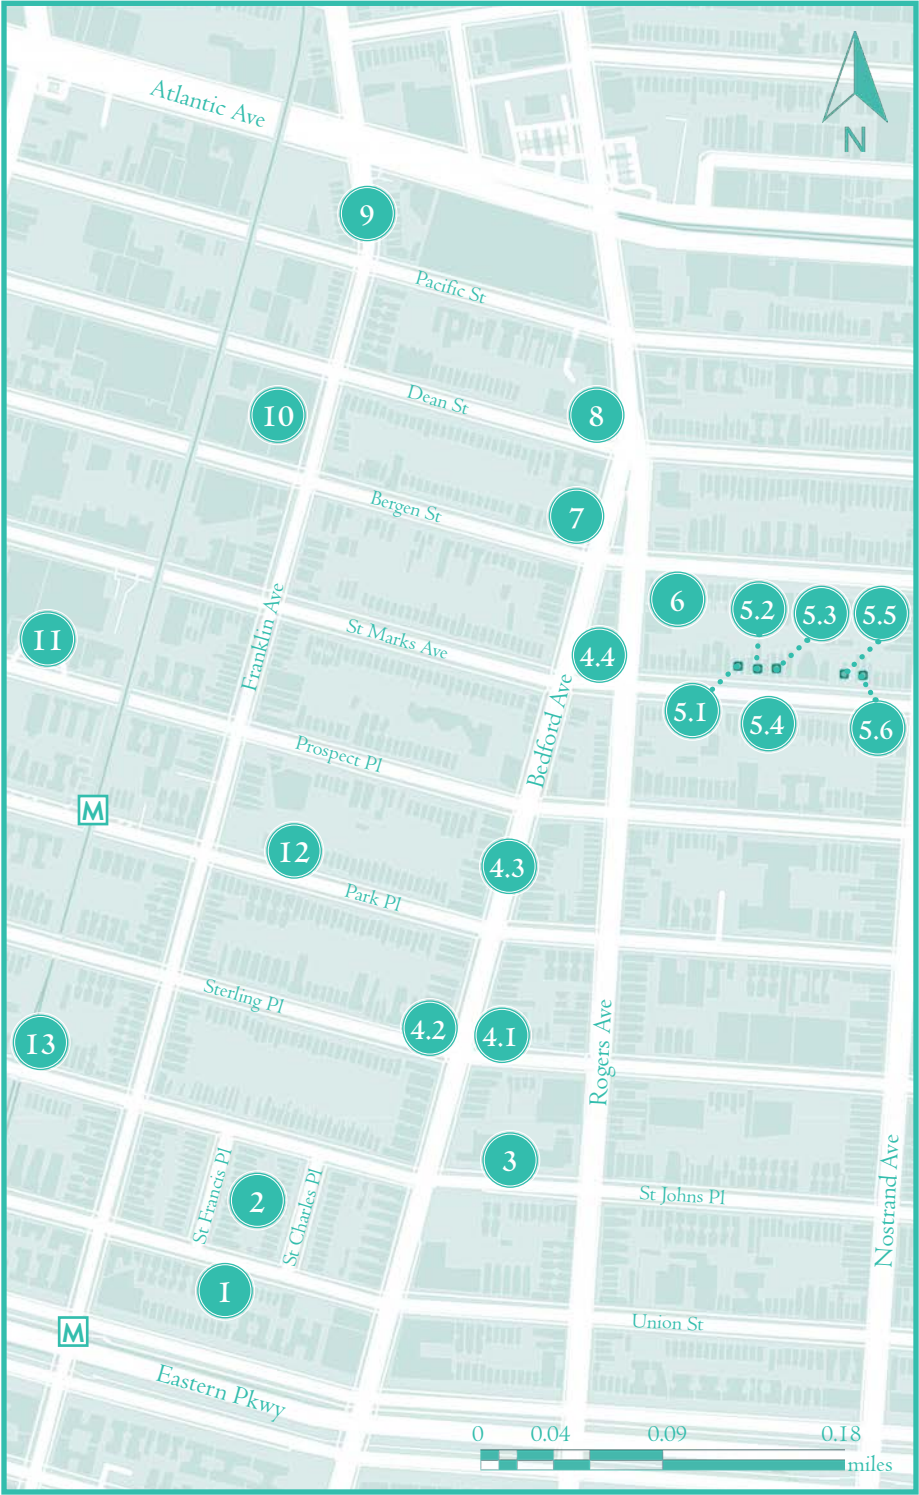 Atlantic Ave
N
9
Pacific St
10
Dean St
8
Bergen St
7
Franklin Ave
St Marks Ave
11
6
5.2
5.3
5.5
4.4
5.1
5.4
5.6
Bedford Ave
Prospect Pl
M
12
4.3
Park Pl
Sterling Pl
4.2
4.1
13
Rogers Ave
3
St Francis Pl
2
St Charles Pl
St Johns Pl
Nostrand Ave
1
Union St
M
Eastern Pkwy
0 0.04 0.09 0.18
miles